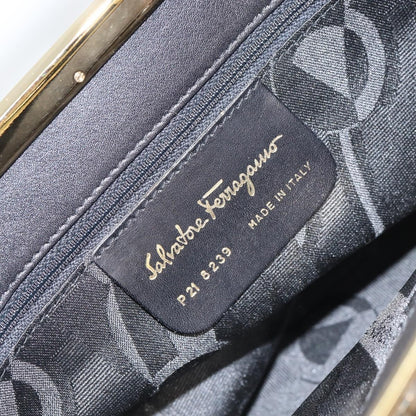 Salvatore Ferragamo
P21 8239
MADE IN ITALY